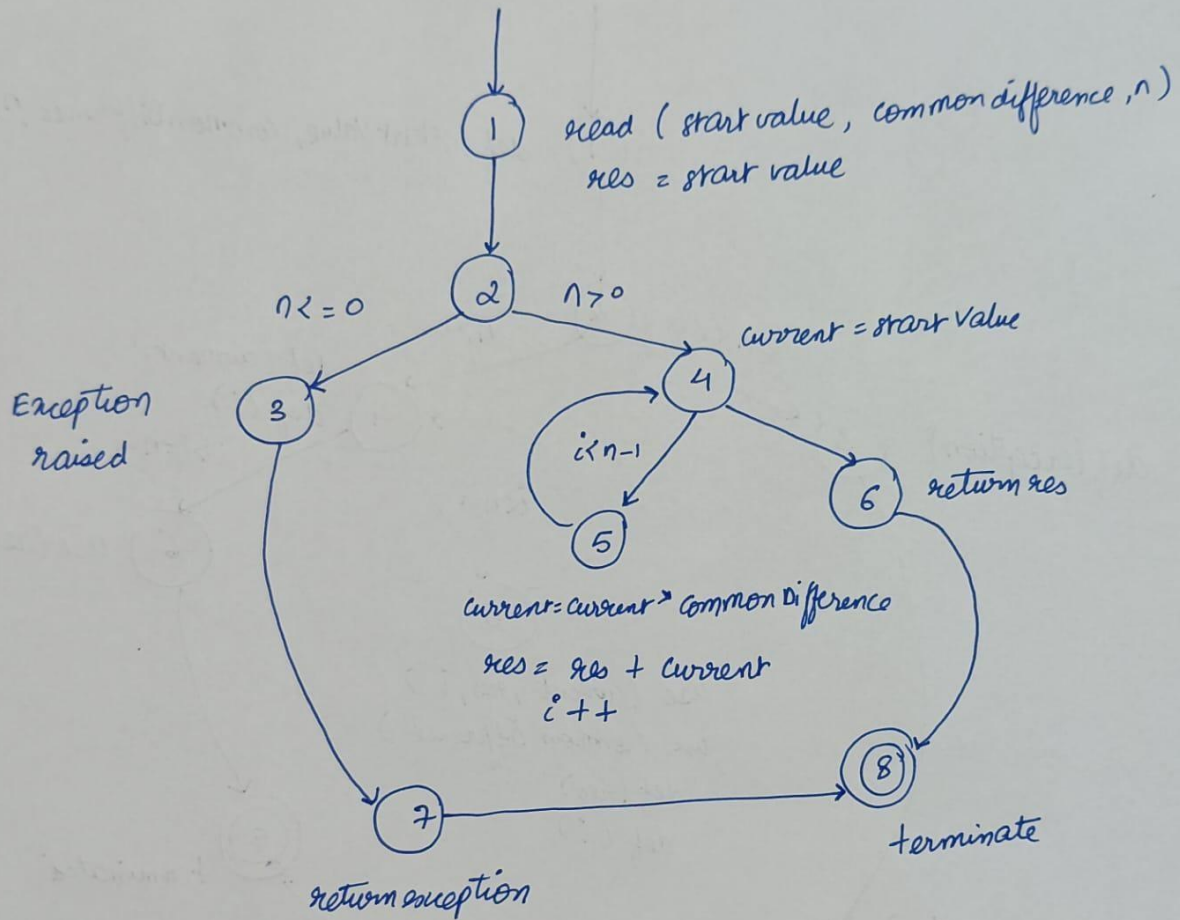 1
read (start value, common difference, n)
res = start value
2
n<=0
n>0
current = start Value
4
3
Exception
raised
i<n-1
6
return res
5
current=current* common Difference
res = res + current
i++
8
7
terminate
return exception